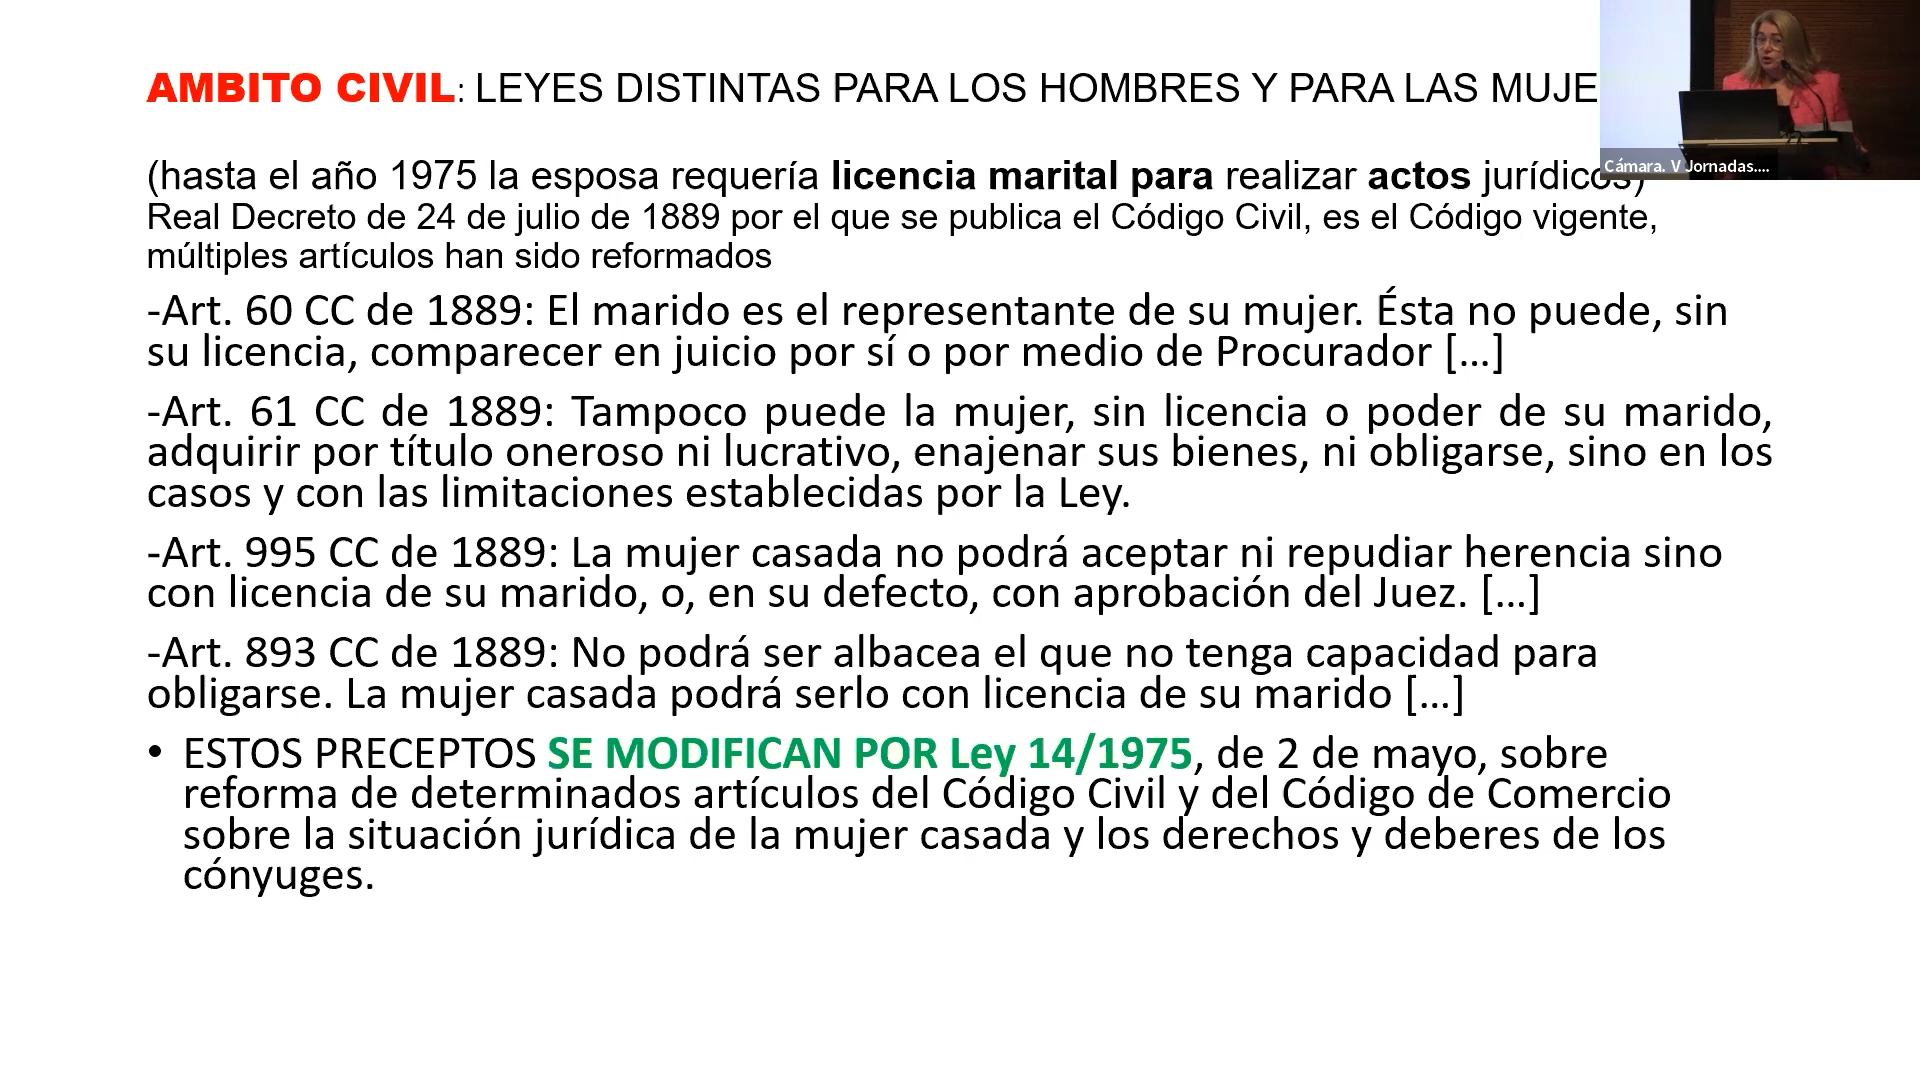 AMBITO CIVIL: LEYES DISTINTAS PARA LOS HOMBRES Y PARA LAS MUJE
Cámara. V Jornadas....
(hasta el año 1975 la esposa requería licencia marital para realizar actos jurídicos)
Real Decreto de 24 de julio de 1889 por el que se publica el Código Civil, es el Código vigente,
múltiples artículos han sido reformados
-Art. 60 CC de 1889: El marido es el representante de su mujer. Ésta no puede, sin
su licencia, comparecer en juicio por sí o por medio de Procurador [...]
-Art. 61 CC de 1889: Tampoco puede la mujer, sin licencia o poder de su marido,
adquirir por título oneroso ni lucrativo, enajenar sus bienes, ni obligarse, sino en los
casos y con las limitaciones establecidas por la Ley.
-Art. 995 CC de 1889: La mujer casada no podrá aceptar ni repudiar herencia sino
con licencia de su marido, o, en su defecto, con aprobación del Juez. [...]
-Art. 893 CC de 1889: No podrá ser albacea el que no tenga capacidad para
obligarse. La mujer casada podrá serlo con licencia de su marido [...]
• ESTOS PRECEPTOS SE MODIFICAN POR Ley 14/1975, de 2 de mayo, sobre
reforma de determinados artículos del Código Civil y del Código de Comercio
sobre la situación jurídica de la mujer casada y los derechos y deberes de los
cónyuges.